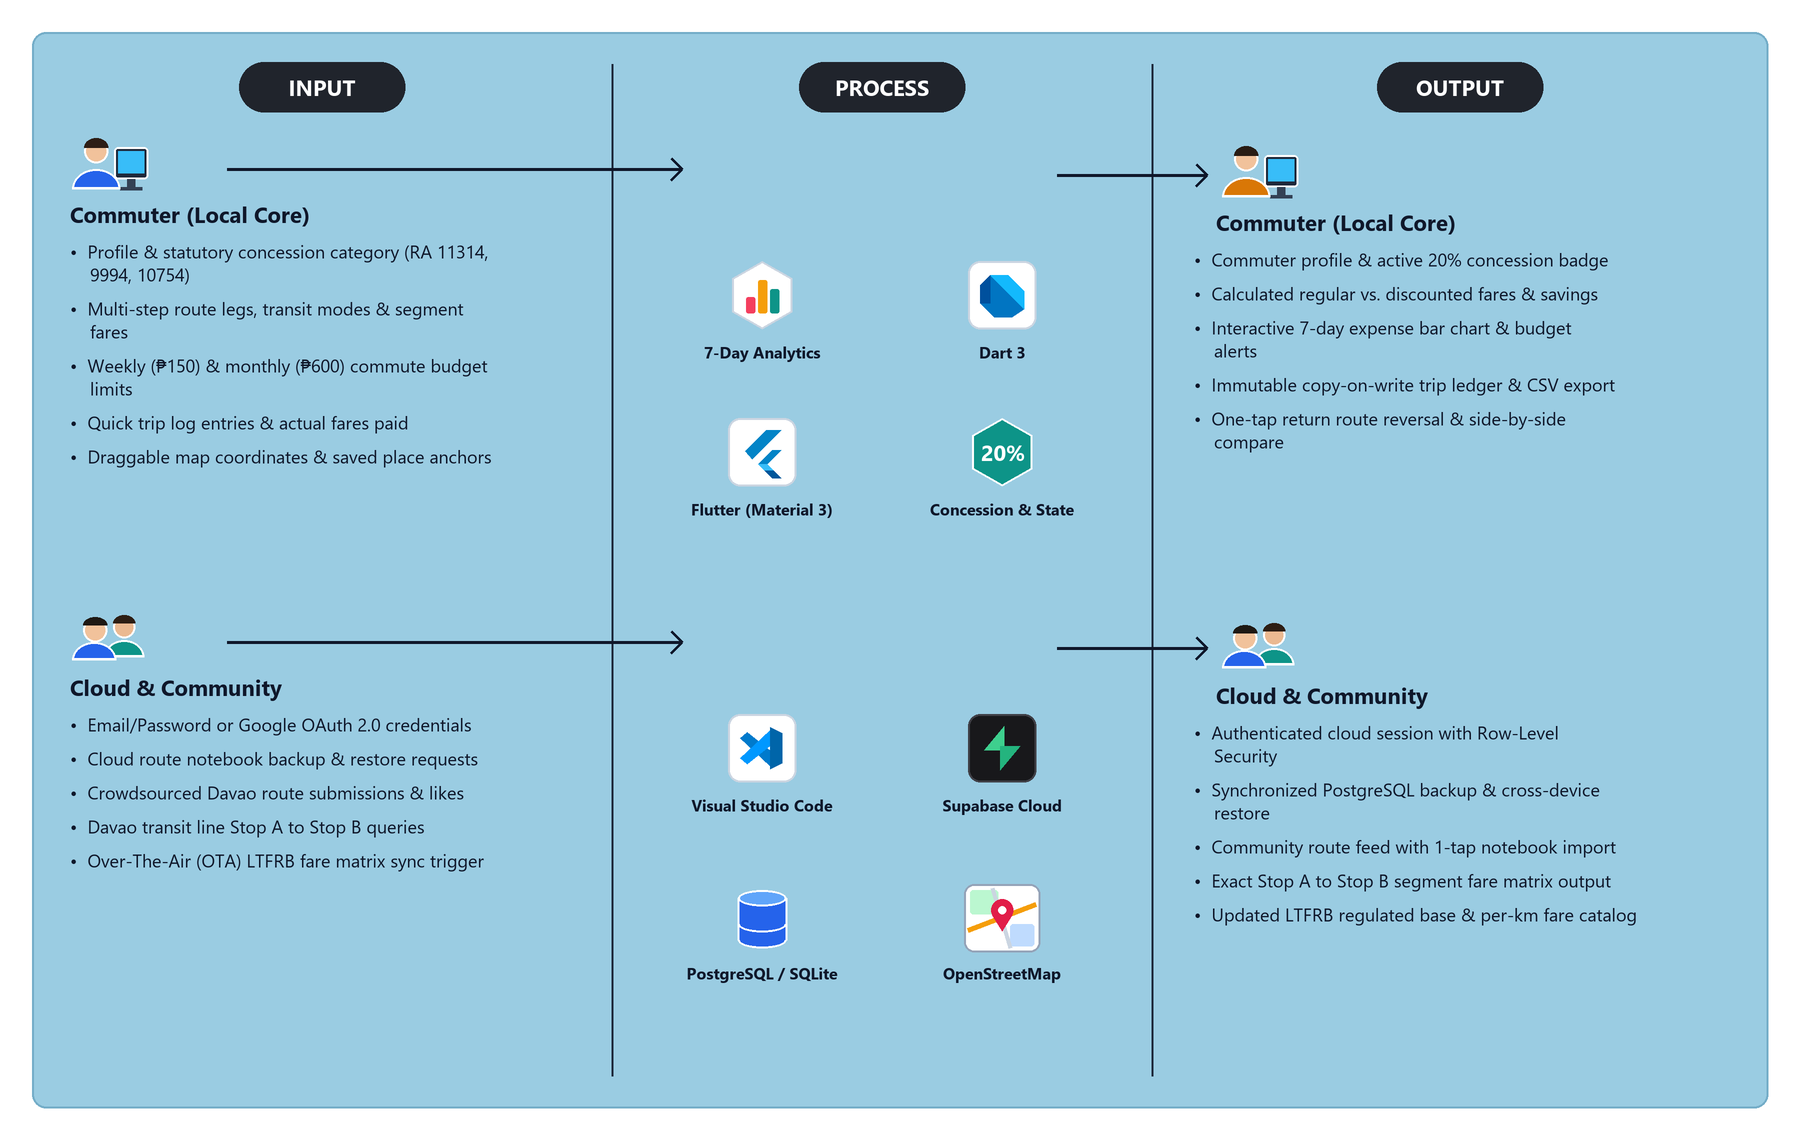 INPUT
PROCESS
OUTPUT
Commuter (Local Core)
• Profile & statutory concession category (RA 11314,
9994, 10754)
• Multi-step route legs, transit modes & segment
fares
• Weekly (₱150) & monthly (₱600) commute budget
limits
• Quick trip log entries & actual fares paid
• Draggable map coordinates & saved place anchors
7-Day Analytics
Dart 3
Flutter (Material 3)
20%
Concession & State
Commuter (Local Core)
• Commuter profile & active 20% concession badge
• Calculated regular vs. discounted fares & savings
• Interactive 7-day expense bar chart & budget
alerts
• Immutable copy-on-write trip ledger & CSV export
• One-tap return route reversal & side-by-side
compare
Cloud & Community
• Email/Password or Google OAuth 2.0 credentials
• Cloud route notebook backup & restore requests
• Crowdsourced Davao route submissions & likes
• Davao transit line Stop A to Stop B queries
• Over-The-Air (OTA) LTFRB fare matrix sync trigger
Visual Studio Code
Supabase Cloud
PostgreSQL / SQLite
OpenStreetMap
Cloud & Community
• Authenticated cloud session with Row-Level
Security
• Synchronized PostgreSQL backup & cross-device
restore
• Community route feed with 1-tap notebook import
• Exact Stop A to Stop B segment fare matrix output
• Updated LTFRB regulated base & per-km fare catalog